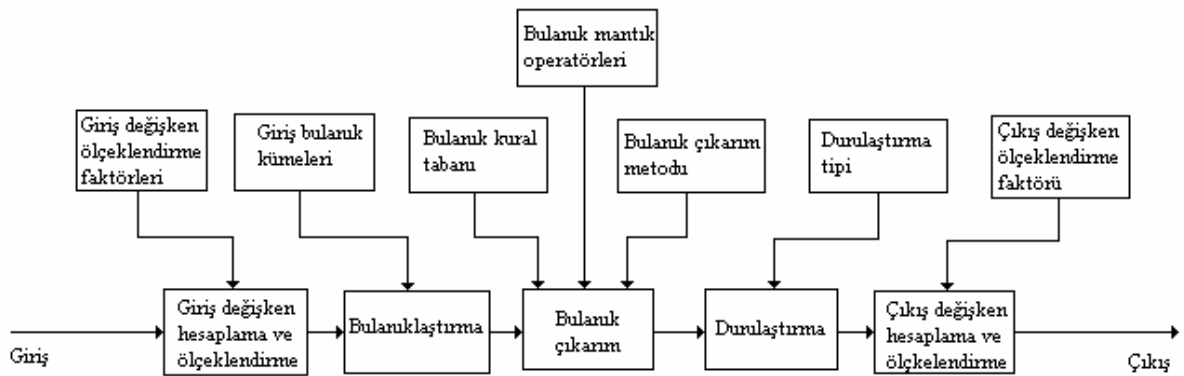 Bulanık mantık
operatörleri
Giriş değişken
ölçeklendirme
faktörleri
Giriş bulanık
kümeleri
Bulanık kural
tabanı
Bulanık çıkarım
metodu
Durulaştırma
tipi
Çıkış değişken
ölçeklendirme
faktörü
Giriş
Giriş değişken
hesaplama ve
ölçeklendirme
Bulanıklaştırma
Bulanık
çıkarım
Durulaştırma
Çıkış değişken
hesaplama ve
ölçkelendirme
Çıkış